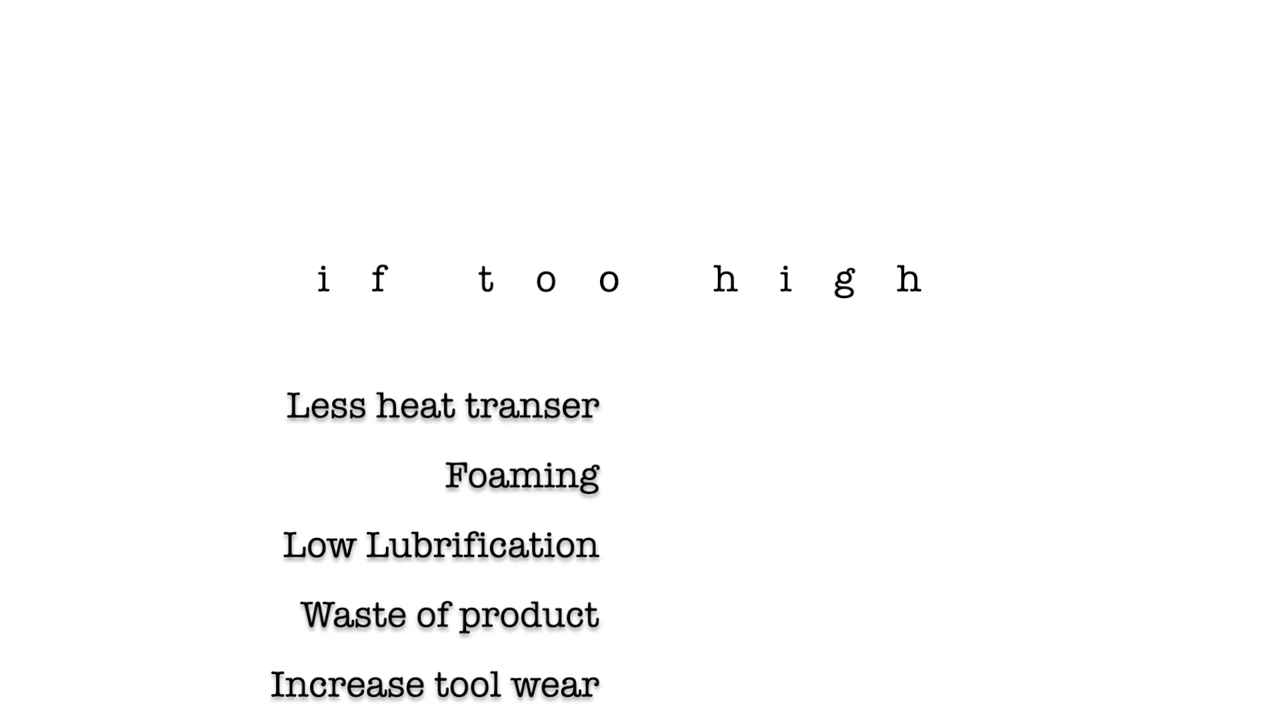 if too high
Less heat transer
Foaming
Low Lubrification
Waste of product
Increase tool wear